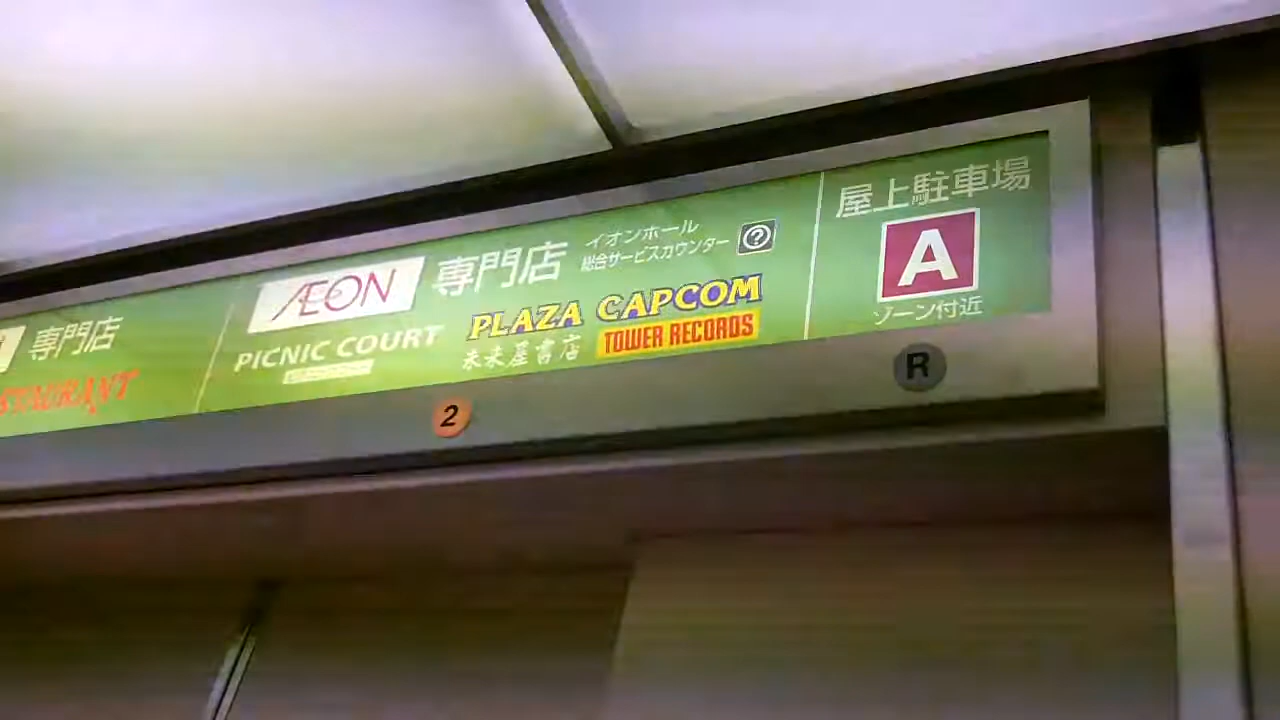 専門店
STAURANT
ÆON 専門店
イオンホール
総合サービスカウンター ?
PICNIC COURT
PLAZA CAPCOM
未来屋書店 TOWER RECORDS
2
屋上駐車場
A
ゾーン付近
R